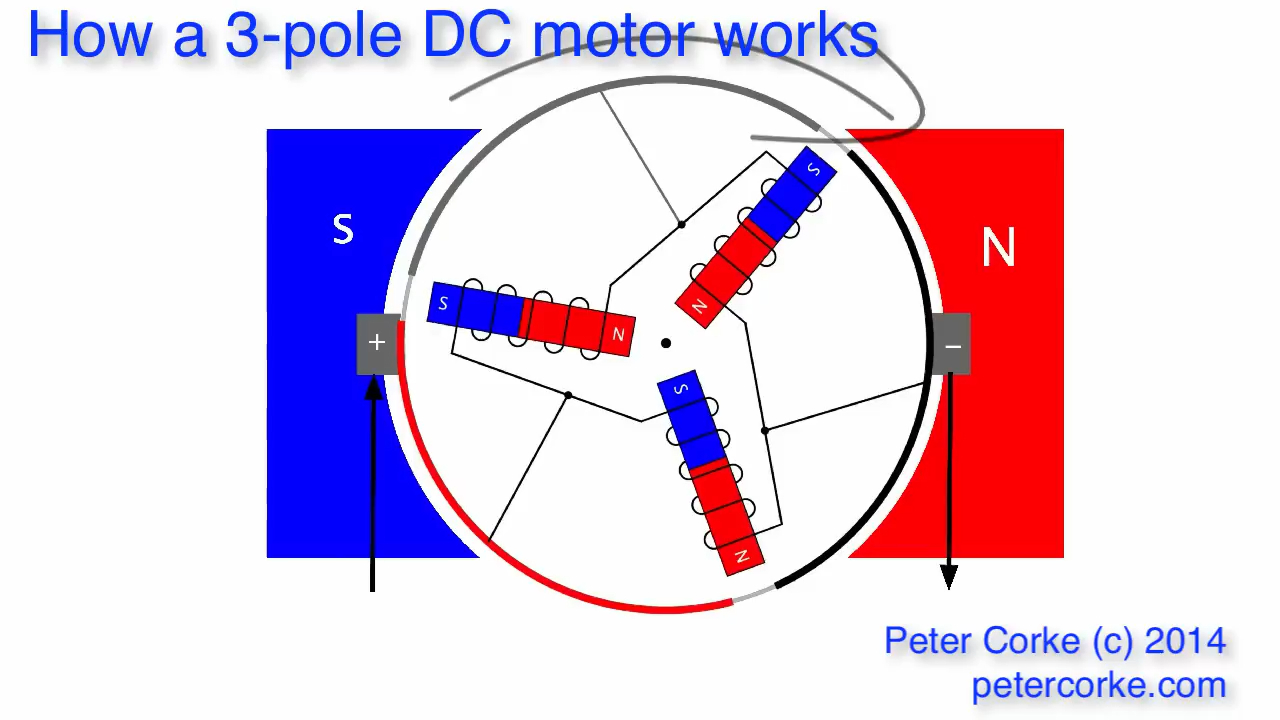 How a 3-pole DC motor works
S
N
S
S
N
N
+
−
S
N
Peter Corke (c) 2014
petercorke.com